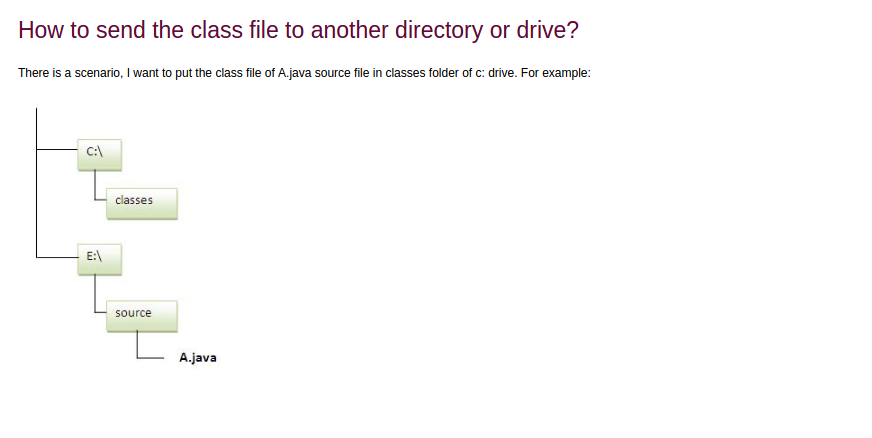 How to send the class file to another directory or drive?
There is a scenario, I want to put the class file of A.java source file in classes folder of c: drive. For example:
C:\
classes
E:\
source
A.java